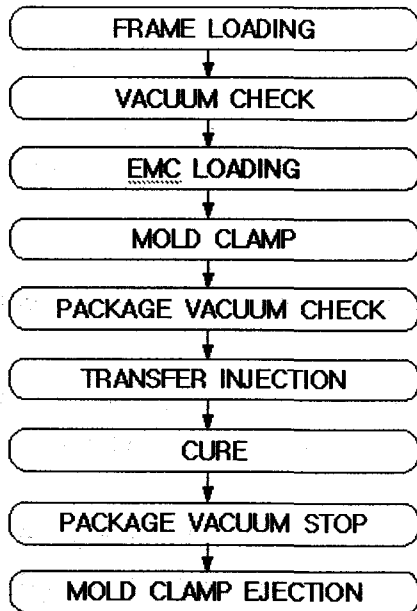 FRAME LOADING
VACUUM CHECK
EMC LOADING
MOLD CLAMP
PACKAGE VACUUM CHECK
TRANSFER INJECTION
CURE
PACKAGE VACUUM STOP
MOLD CLAMP EJECTION